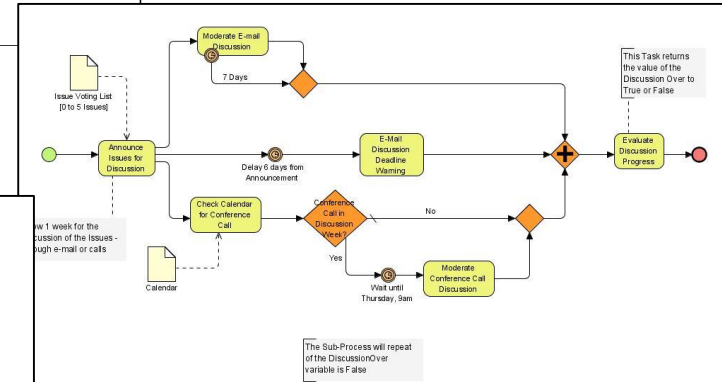 Moderate E-mail
Discussion
7 Days
This Task returns
the value of the
Discussion Over to
True or False
Issue Voting List
[0 to 5 Issues]
Announce
Issues for
Discussion
Delay 6 days from
Announcement
E-Mail
Discussion
Deadline
Warning
Evaluate
Discussion
Progress
Check Calendar
for Conference
Call
Conference
Call in
Discussion
Week?
No
Yes
1 week for the
of the Issues -
e-mail or calls
Calendar
Wait until
Thursday, 9am
Moderate
Conference Call
Discussion
The Sub-Process will repeat
of the DiscussionOver
variable is False